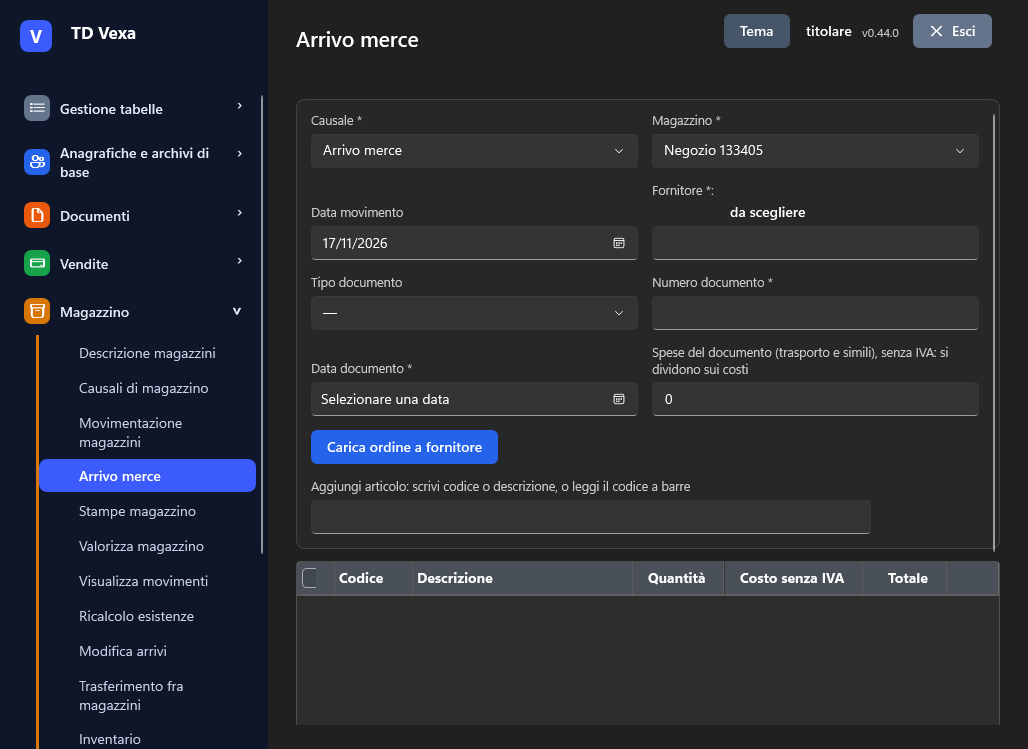 V
TD Vexa
Gestione tabelle
Anagrafiche e archivi di
base
Documenti
Vendite
Magazzino
Descrizione magazzini
Causali di magazzino
Movimentazione
magazzini
Arrivo merce
Stampe magazzino
Valorizza magazzino
Visualizza movimenti
Ricalcolo esistenze
Modifica arrivi
Trasferimento fra
magazzini
Inventario
Arrivo merce
Tema
titolare
v0.44.0
Esci
Causale *
Arrivo merce
Magazzino *
Negozio 133405
Data movimento
17/11/2026
Fornitore *:
da scegliere
Tipo documento
—
Numero documento *
Data documento *
Selezionare una data
Spese del documento (trasporto e simili), senza IVA: si
dividono sui costi
0
Carica ordine a fornitore
Aggiungi articolo: scrivi codice o descrizione, o leggi il codice a barre
Codice Descrizione Quantità Costo senza IVA Totale